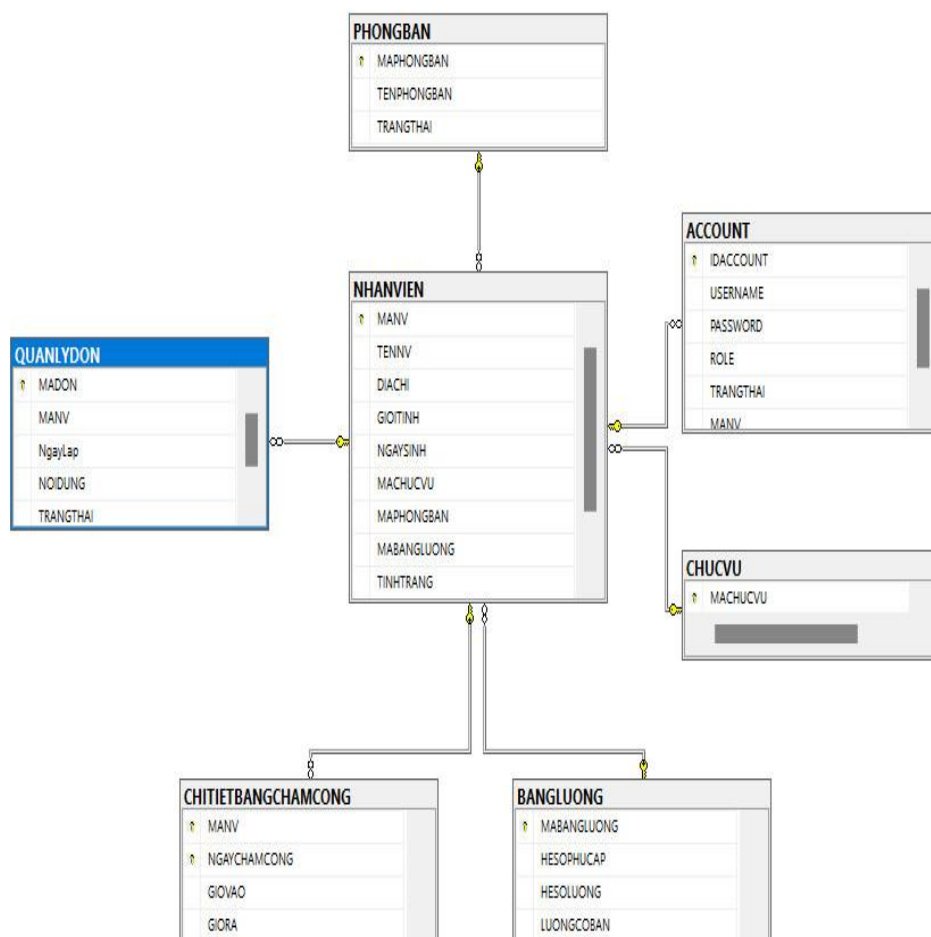 PHONGBAN
MAPHONGBAN
TENPHONGBAN
TRANGTHAI
ACCOUNT
IDACCOUNT
USERNAME
PASSWORD
ROLE
TRANGTHAI
MANV
NHANVIEN
MANV
TENNV
DIACHI
GIOITINH
NGAYSINH
MACHUCVU
MAPHONGBAN
MABANGLUONG
TINHTRANG
QUANLYDON
MADON
MANV
NgayLap
NOIDUNG
TRANGTHAI
CHUCVU
MACHUCVU
CHITIETBANGCHAMCONG
MANV
NGAYCHAMCONG
GIOVAO
GIORA
BANGLUONG
MABANGLUONG
HESOPHUCAP
HESOLUONG
LUONGCOBAN